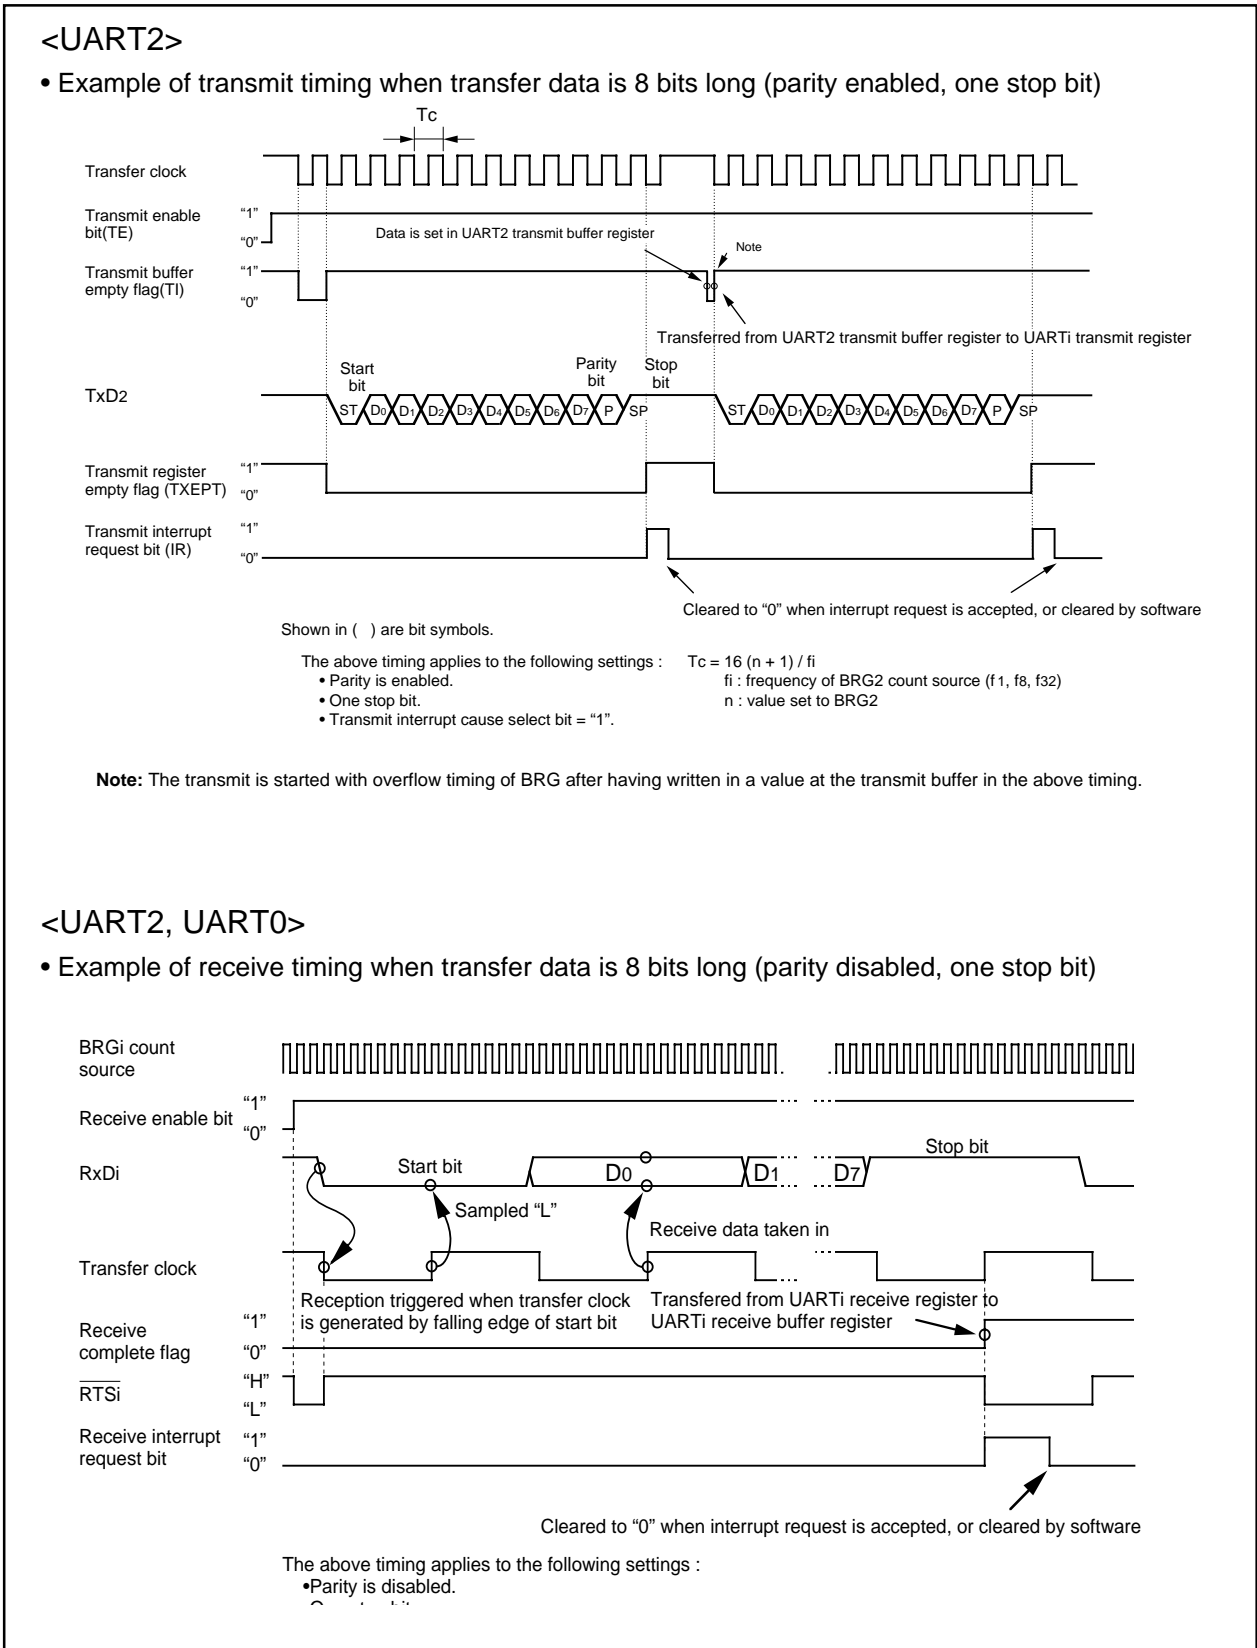 <UART2>
• Example of transmit timing when transfer data is 8 bits long (parity enabled, one stop bit)
Tc
Transfer clock
Transmit enable
bit(TE)
“1”
“0”
Data is set in UART2 transmit buffer register
Note
Transmit buffer
empty flag(TI)
“1”
“0”
Transferred from UART2 transmit buffer register to UARTi transmit register
Start
bit
Parity
bit
Stop
bit
TxD2
ST D0 D1 D2 D3 D4 D5 D6 D7 P SP
ST D0 D1 D2 D3 D4 D5 D6 D7 P SP
Transmit register
empty flag (TXEPT)
“1”
“0”
Transmit interrupt
request bit (IR)
“1”
“0”
Cleared to “0” when interrupt request is accepted, or cleared by software
Shown in ( ) are bit symbols.
The above timing applies to the following settings :
• Parity is enabled.
• One stop bit.
• Transmit interrupt cause select bit = “1”.
Tc = 16 (n + 1) / fi
fi : frequency of BRG2 count source (f1, f8, f32)
n : value set to BRG2
Note: The transmit is started with overflow timing of BRG after having written in a value at the transmit buffer in the above timing.
<UART2, UART0>
• Example of receive timing when transfer data is 8 bits long (parity disabled, one stop bit)
BRGi count
source
Receive enable bit
“1”
“0”
RxDi
Start bit
D0
D1
D7
Stop bit
Sampled “L”
Receive data taken in
Transfer clock
Reception triggered when transfer clock
is generated by falling edge of start bit
Transfered from UARTi receive register to
UARTi receive buffer register
Receive
complete flag
“1”
“0”
RTSi
“H”
“L”
Receive interrupt
request bit
“1”
“0”
Cleared to “0” when interrupt request is accepted, or cleared by software
The above timing applies to the following settings :
•Parity is disabled.